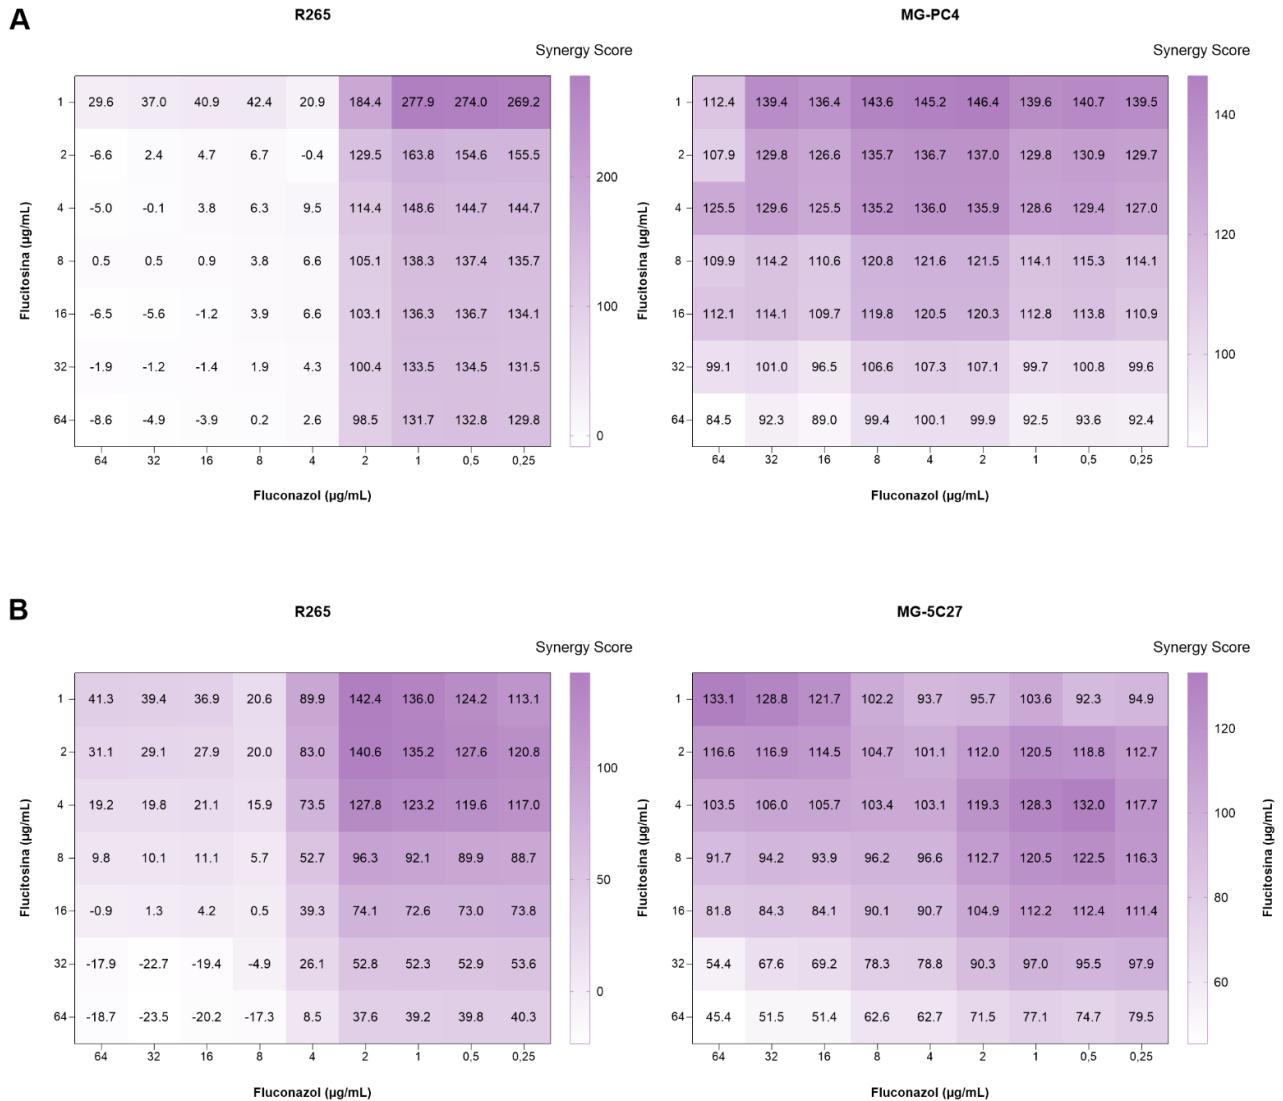 A
R265
MG-PC4
Synergy Score
Synergy Score
1 29.6 37.0 40.9 42.4 20.9 184.4 277.9 274.0 269.2
2 -6.6 2.4 4.7 6.7 -0.4 129.5 163.8 154.6 155.5
4 -5.0 -0.1 3.8 6.3 9.5 114.4 148.6 144.7 144.7
8 0.5 0.5 0.9 3.8 6.6 105.1 138.3 137.4 135.7
16 -6.5 -5.6 -1.2 3.9 6.6 103.1 136.3 136.7 134.1
32 -1.9 -1.2 -1.4 1.9 4.3 100.4 133.5 134.5 131.5
64 -8.6 -4.9 -3.9 0.2 2.6 98.5 131.7 132.8 129.8
64 32 16 8 4 2 1 0,5 0,25
Flucitosina (µg/mL)
Fluconazol (µg/mL)
200
100
0
1 112.4 139.4 136.4 143.6 145.2 146.4 139.6 140.7 139.5
2 107.9 129.8 126.6 135.7 136.7 137.0 129.8 130.9 129.7
4 125.5 129.6 125.5 135.2 136.0 135.9 128.6 129.4 127.0
8 109.9 114.2 110.6 120.8 121.6 121.5 114.1 115.3 114.1
16 112.1 114.1 109.7 119.8 120.5 120.3 112.8 113.8 110.9
32 99.1 101.0 96.5 106.6 107.3 107.1 99.7 100.8 99.6
64 84.5 92.3 89.0 99.4 100.1 99.9 92.5 93.6 92.4
64 32 16 8 4 2 1 0,5 0,25
Flucitosina (µg/mL)
Fluconazol (µg/mL)
140
120
100
B
R265
MG-5C27
Synergy Score
Synergy Score
1 41.3 39.4 36.9 20.6 89.9 142.4 136.0 124.2 113.1
2 31.1 29.1 27.9 20.0 83.0 140.6 135.2 127.6 120.8
4 19.2 19.8 21.1 15.9 73.5 127.8 123.2 119.6 117.0
8 9.8 10.1 11.1 5.7 52.7 96.3 92.1 89.9 88.7
16 -0.9 1.3 4.2 0.5 39.3 74.1 72.6 73.0 73.8
32 -17.9 -22.7 -19.4 -4.9 26.1 52.8 52.3 52.9 53.6
64 -18.7 -23.5 -20.2 -17.3 8.5 37.6 39.2 39.8 40.3
64 32 16 8 4 2 1 0,5 0,25
Flucitosina (µg/mL)
Fluconazol (µg/mL)
100
50
0
1 133.1 128.8 121.7 102.2 93.7 95.7 103.6 92.3 94.9
2 116.6 116.9 114.5 104.7 101.1 112.0 120.5 118.8 112.7
4 103.5 106.0 105.7 103.4 103.1 119.3 128.3 132.0 117.7
8 91.7 94.2 93.9 96.2 96.6 112.7 120.5 122.5 116.3
16 81.8 84.3 84.1 90.1 90.7 104.9 112.2 112.4 111.4
32 54.4 67.6 69.2 78.3 78.8 90.3 97.0 95.5 97.9
64 45.4 51.5 51.4 62.6 62.7 71.5 77.1 74.7 79.5
64 32 16 8 4 2 1 0,5 0,25
Flucitosina (µg/mL)
Fluconazol (µg/mL)
120
100
80
60
Flucitosina (µg/mL)